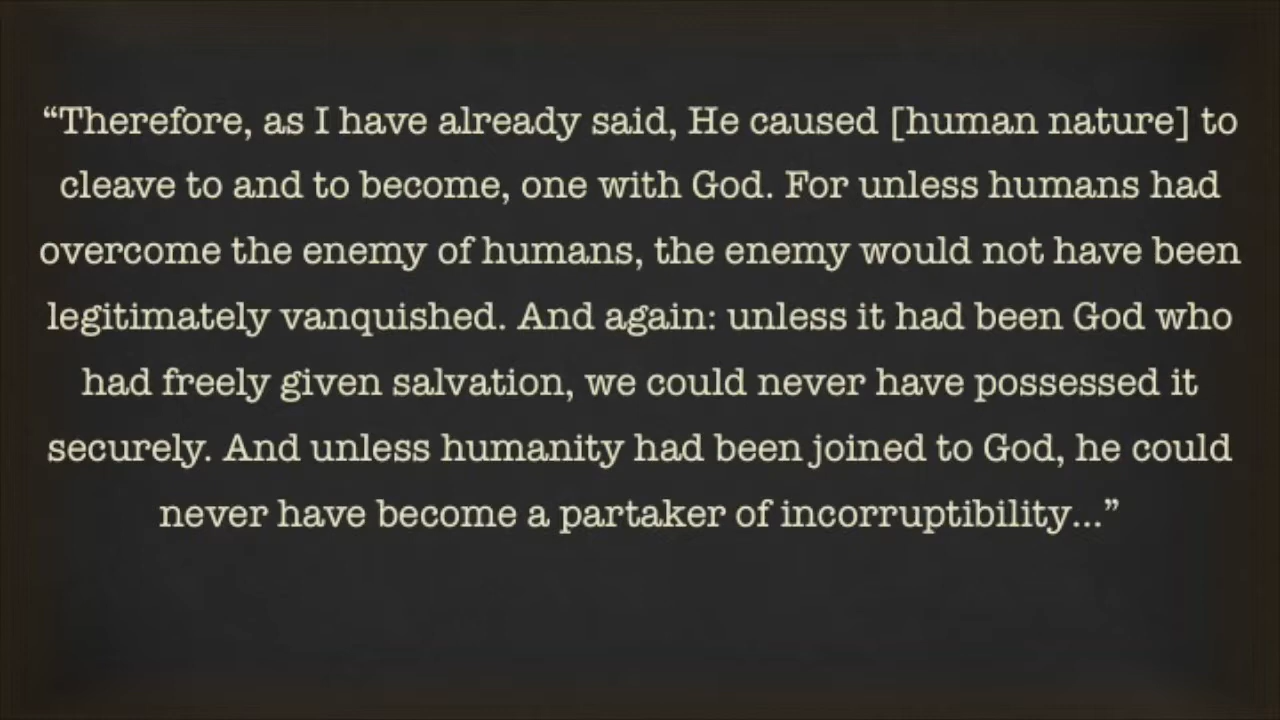 “Therefore, as I have already said, He caused [human nature] to
cleave to and to become, one with God. For unless humans had
overcome the enemy of humans, the enemy would not have been
legitimately vanquished. And again: unless it had been God who
had freely given salvation, we could never have possessed it
securely. And unless humanity had been joined to God, he could
never have become a partaker of incorruptibility...”